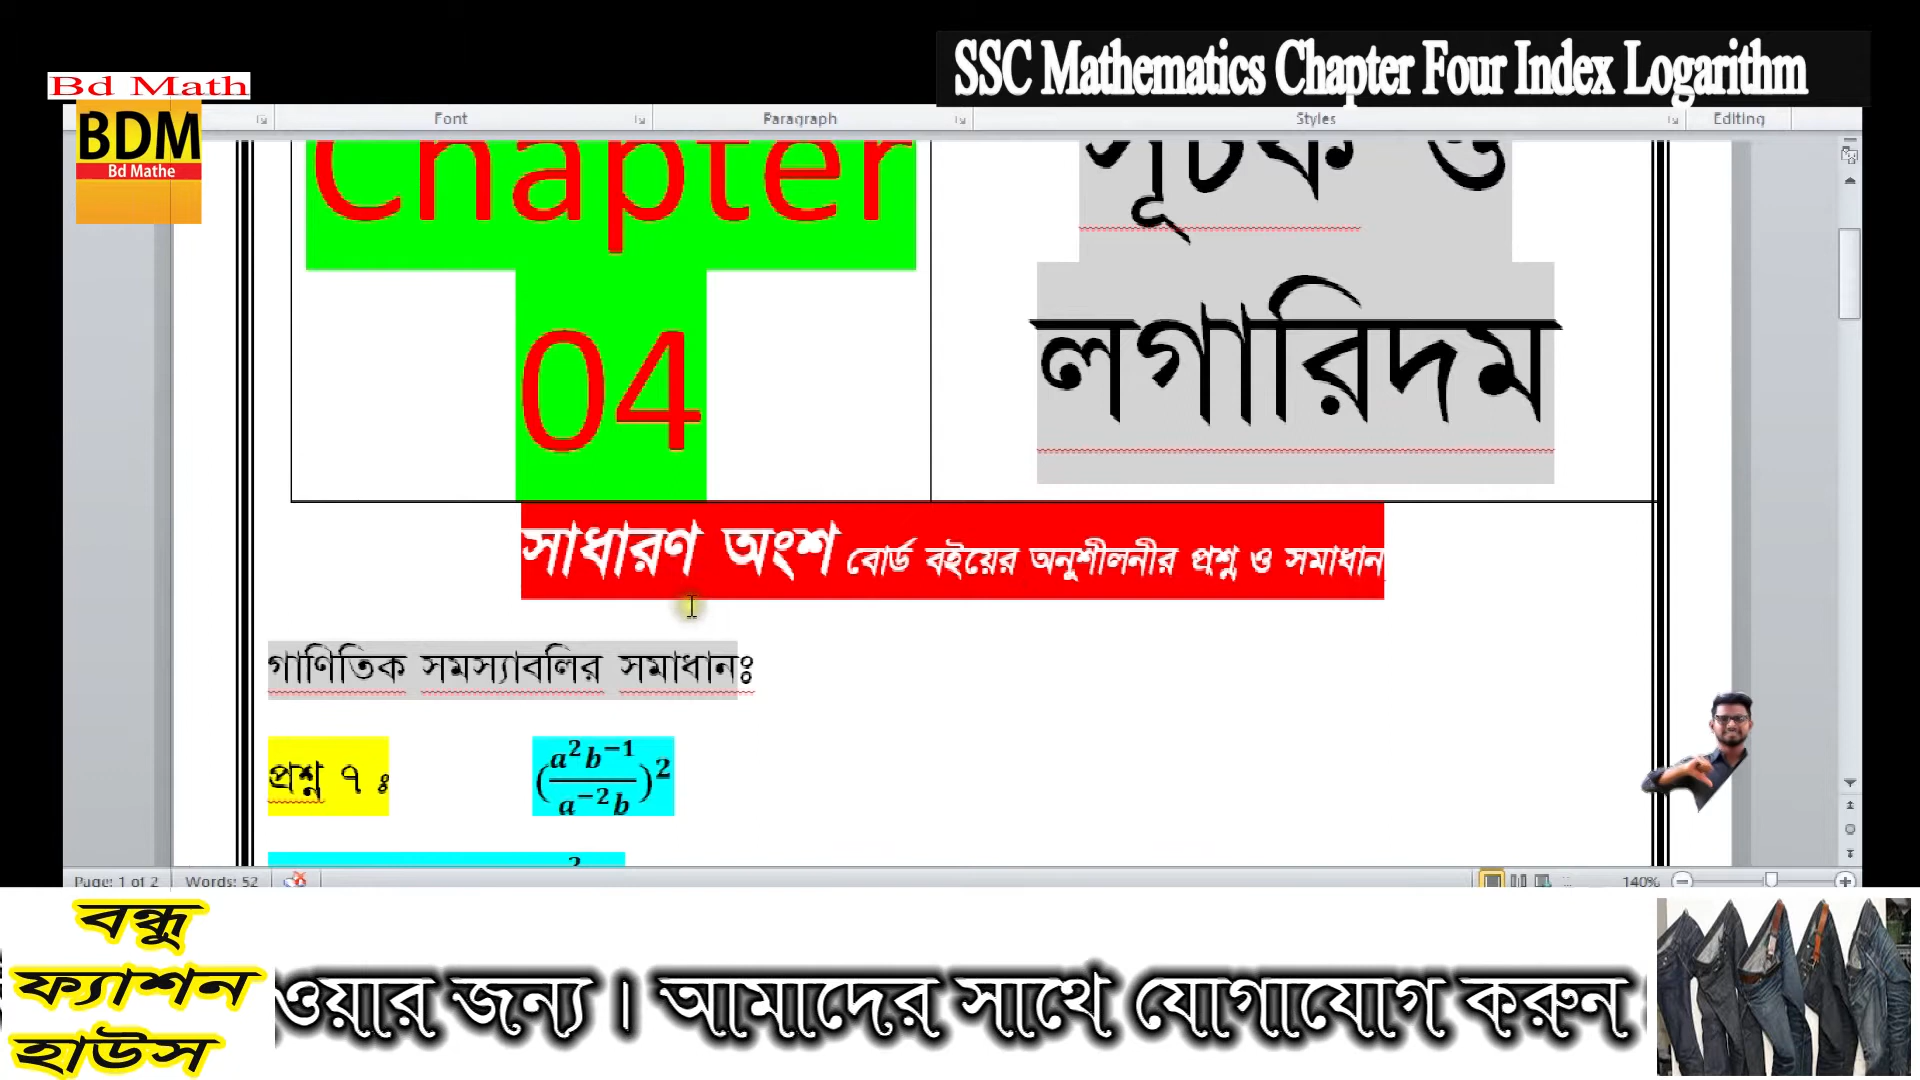 SSC Mathematics Chapter Four Index Logarithm
Bd Math
BDM
Bd Mathe
Font Paragraph Styles Editing
Chapter
04
সূচক ও
লগারিদম
সাধারণ অংশ বোর্ড বইয়ের অনুশীলনীর প্রশ্ন ও সমাধান
গাণিতিক সমস্যাবলির সমাধানঃ
প্রশ্ন ৭ ঃ (a²b⁻¹/a⁻²b)²
2
Page: 1 of 2 Words: 52 140%
বন্ধু
ফ্যাশন
হাউস
ওয়ার জন্য। আমাদের সাথে যোগাযোগ করুন